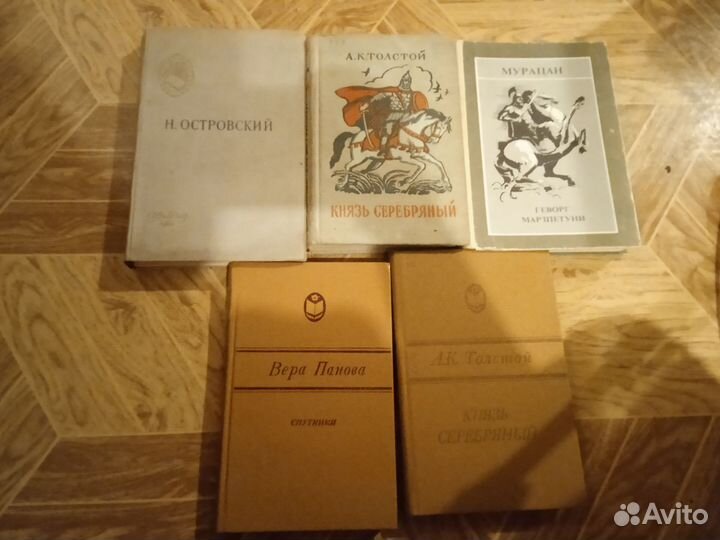 Н. ОСТРОВСКИЙ
А.К.ТОЛСТОЙ
КНЯЗЬ СЕРЕБРЯНЫЙ
МУРАЦАН
ГЕВОРГ
МАРЗПЕТУНИ
Вера Панова
СПУТНИКИ
А.К. Толстой
КНЯЗЬ
СЕРЕБРЯНЫЙ
Avito